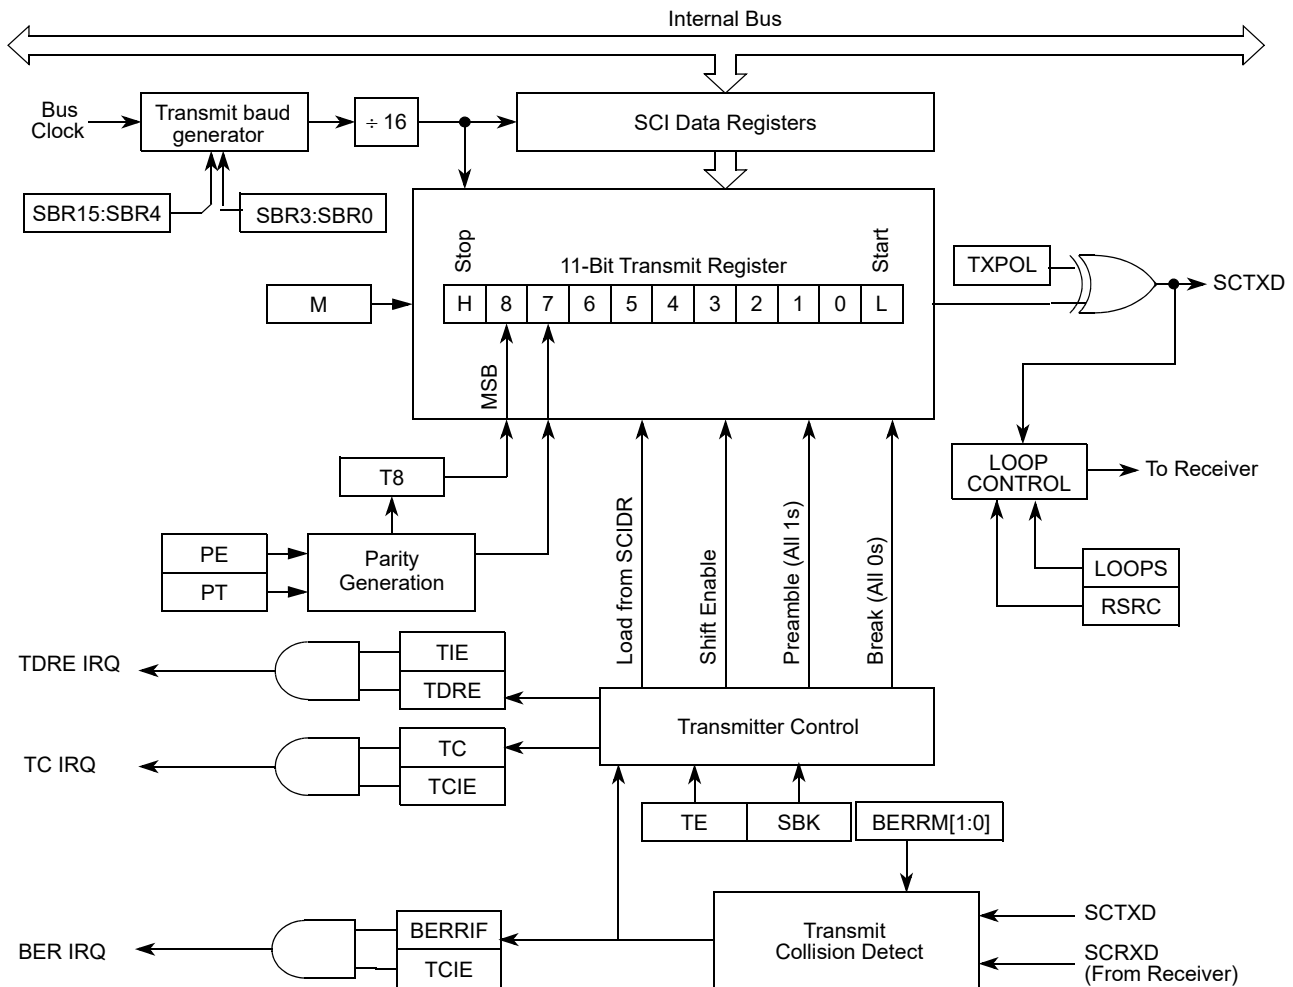 Internal Bus
Bus
Clock
Transmit baud
generator
÷ 16
SCI Data Registers
SBR15:SBR4
SBR3:SBR0
Stop
11-Bit Transmit Register
Start
H 8 7 6 5 4 3 2 1 0 L
M
MSB
TXPOL
SCTXD
T8
LOOP
CONTROL
To Receiver
PE
PT
Parity
Generation
LOOPS
RSRC
Load from SCIDR
Shift Enable
Preamble (All 1s)
Break (All 0s)
TDRE IRQ
TIE
TDRE
TC IRQ
TC
TCIE
Transmitter Control
TE
SBK
BERRM[1:0]
BER IRQ
BERRIF
TCIE
Transmit
Collision Detect
SCTXD
SCRXD
(From Receiver)